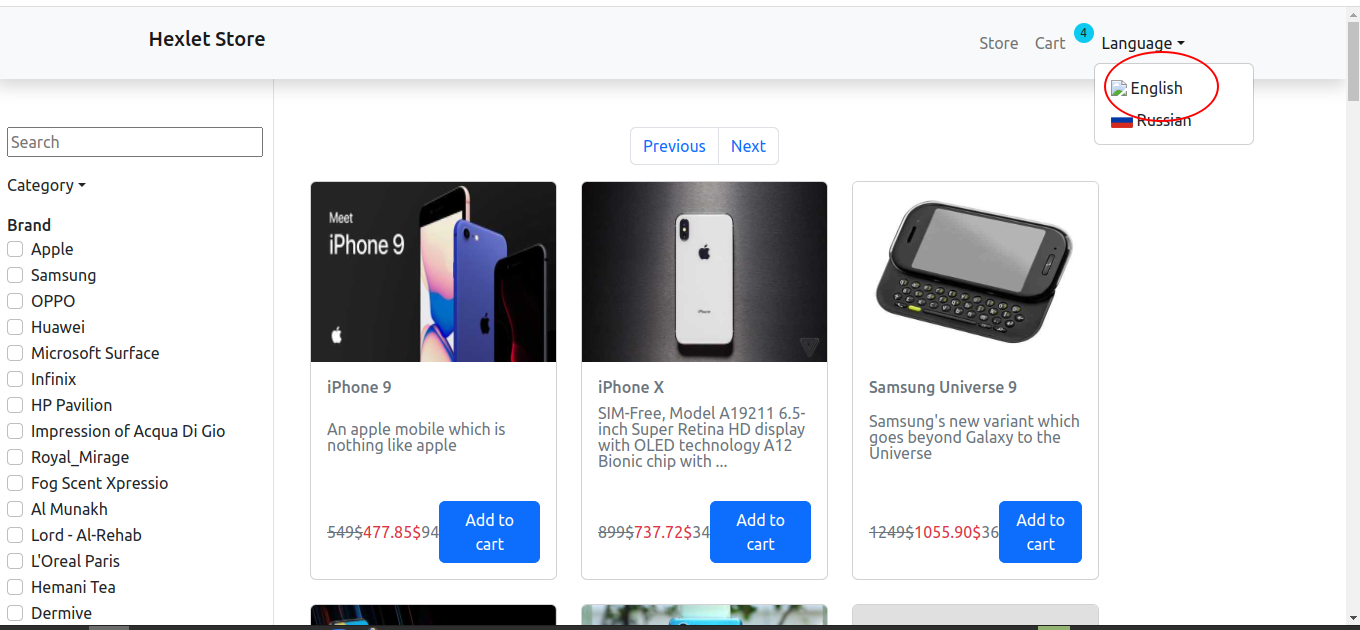 Hexlet Store
Store Cart 4 Language
English
Russian
Search
Category
Brand
Apple
Samsung
OPPO
Huawei
Microsoft Surface
Infinix
HP Pavilion
Impression of Acqua Di Gio
Royal_Mirage
Fog Scent Xpressio
Al Munakh
Lord - Al-Rehab
L'Oreal Paris
Hemani Tea
Dermive
Previous Next
Meet
iPhone 9
iPhone 9
An apple mobile which is
nothing like apple
549$477.85$94
Add to
cart
iPhone
iPhone X
SIM-Free, Model A19211 6.5-
inch Super Retina HD display
with OLED technology A12
Bionic chip with ...
899$737.72$34
Add to
cart
Samsung Universe 9
Samsung's new variant which
goes beyond Galaxy to the
Universe
1249$1055.90$36
Add to
cart